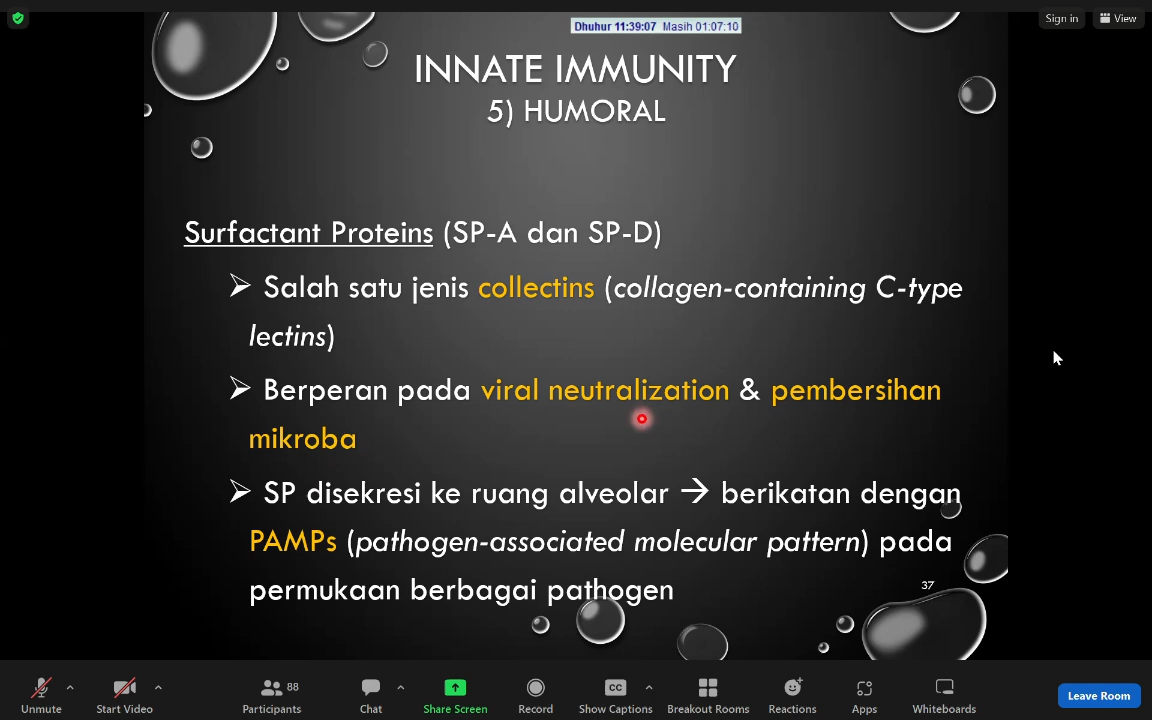 Dhuhur 11:39:07 Masih 01:07:10
Sign in
View
INNATE IMMUNITY
5) HUMORAL
Surfactant Proteins (SP-A dan SP-D)
➢ Salah satu jenis collectins (collagen-containing C-type
lectins)
➢ Berperan pada viral neutralization & pembersihan
mikroba
➢ SP disekresi ke ruang alveolar → berikatan dengan
PAMPs (pathogen-associated molecular pattern) pada
permukaan berbagai pathogen
37
88
CC
Unmute
Start Video
Participants
Chat
Share Screen
Record
Show Captions
Breakout Rooms
Reactions
Apps
Whiteboards
Leave Room